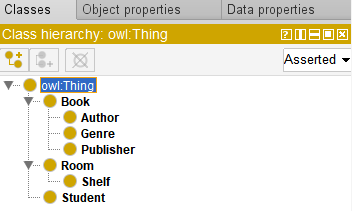 Classes Object properties Data properties
Class hierarchy: owl:Thing
Asserted
owl:Thing
Book
Author
Genre
Publisher
Room
Shelf
Student